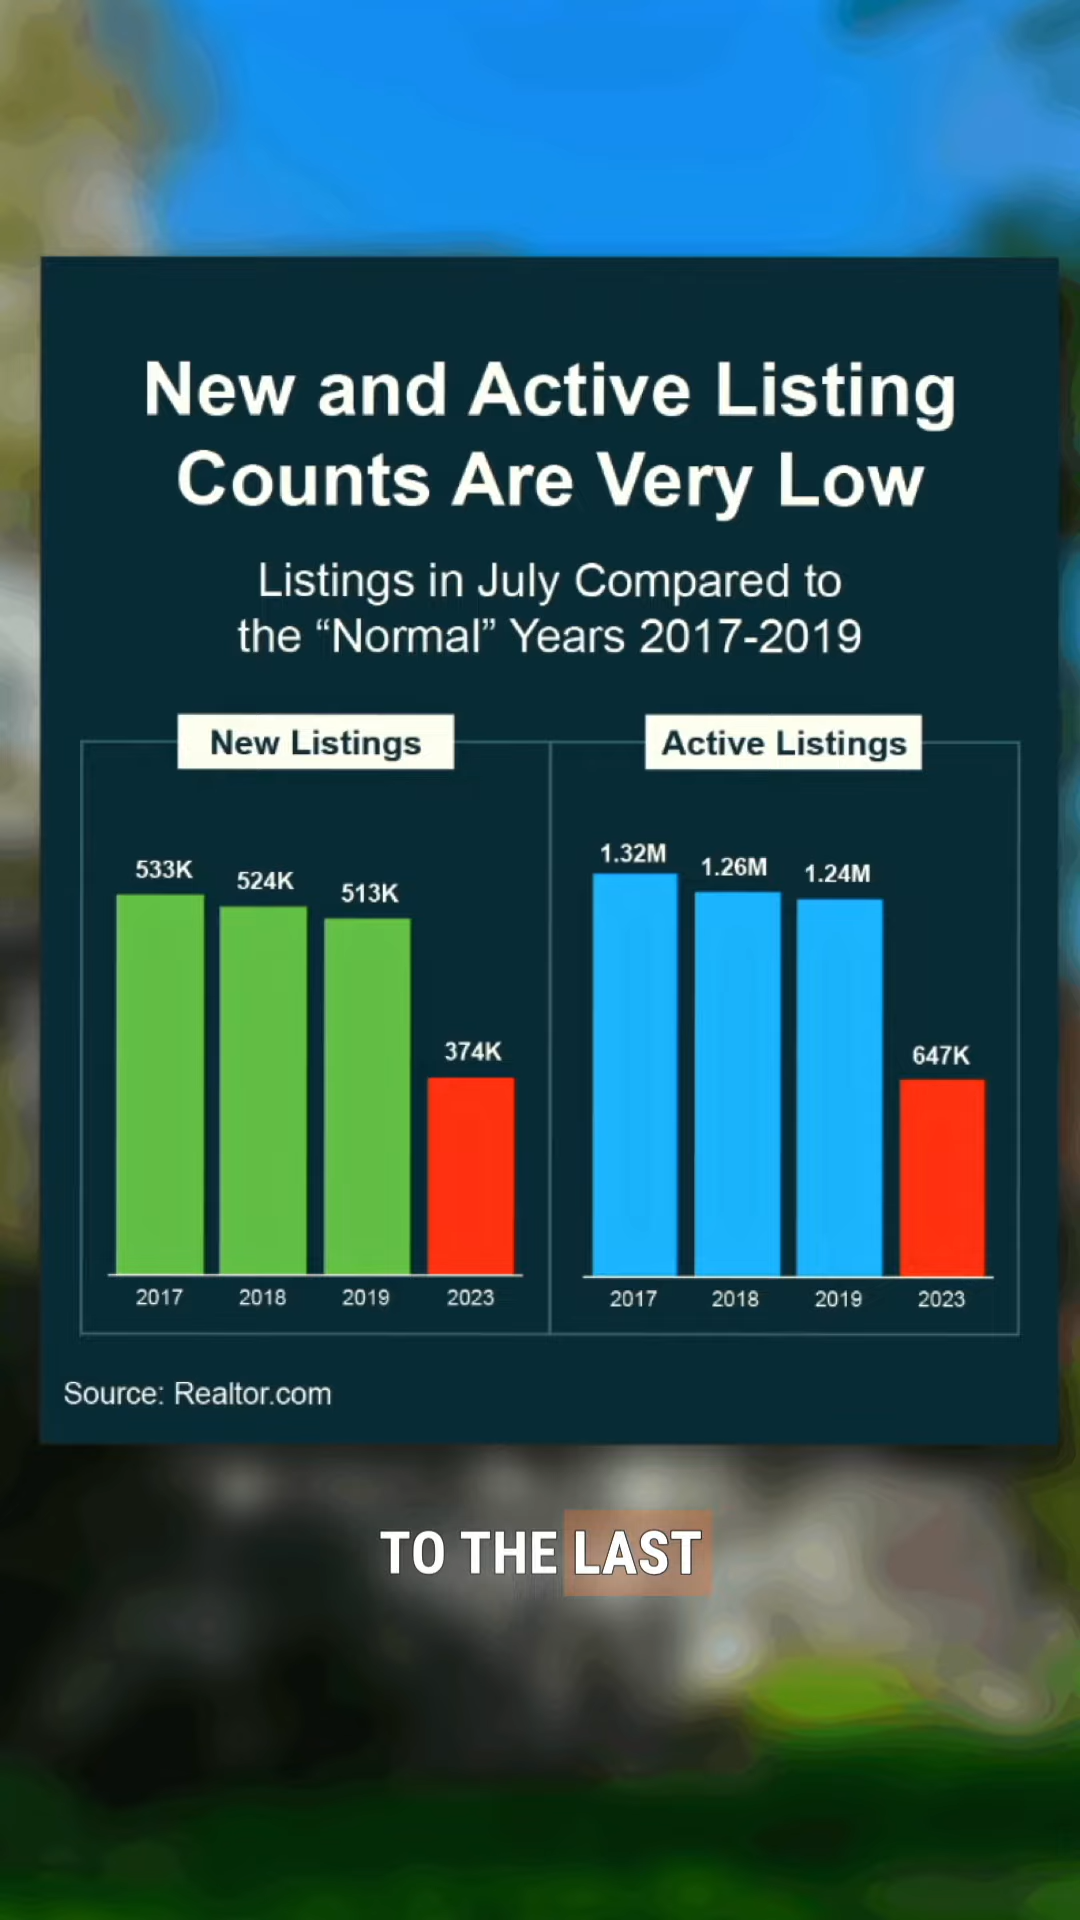 New and Active Listing
Counts Are Very Low
Listings in July Compared to
the “Normal” Years 2017-2019
New Listings
533K
524K
513K
374K
2017
2018
2019
2023
Active Listings
1.32M
1.26M
1.24M
647K
2017
2018
2019
2023
Source: Realtor.com
TO THE LAST